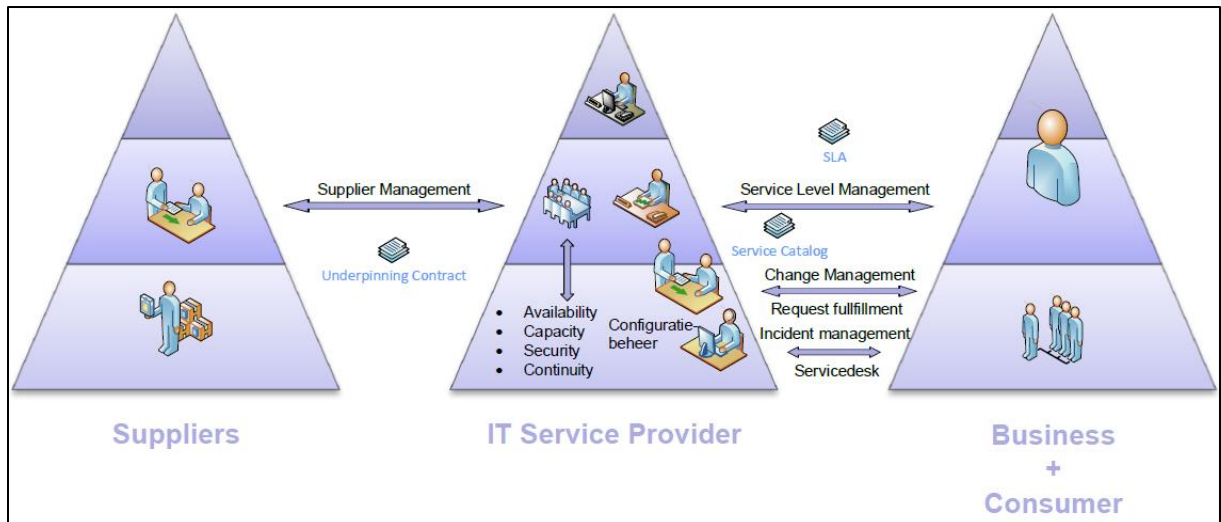 Supplier Management
Underpinning Contract
• Availability
• Capacity
• Security
• Continuity
Configuratie-
beheer
SLA
Service Level Management
Service Catalog
Change Management
Request fullfillment
Incident management
Servicedesk
Suppliers
IT Service Provider
Business
+
Consumer